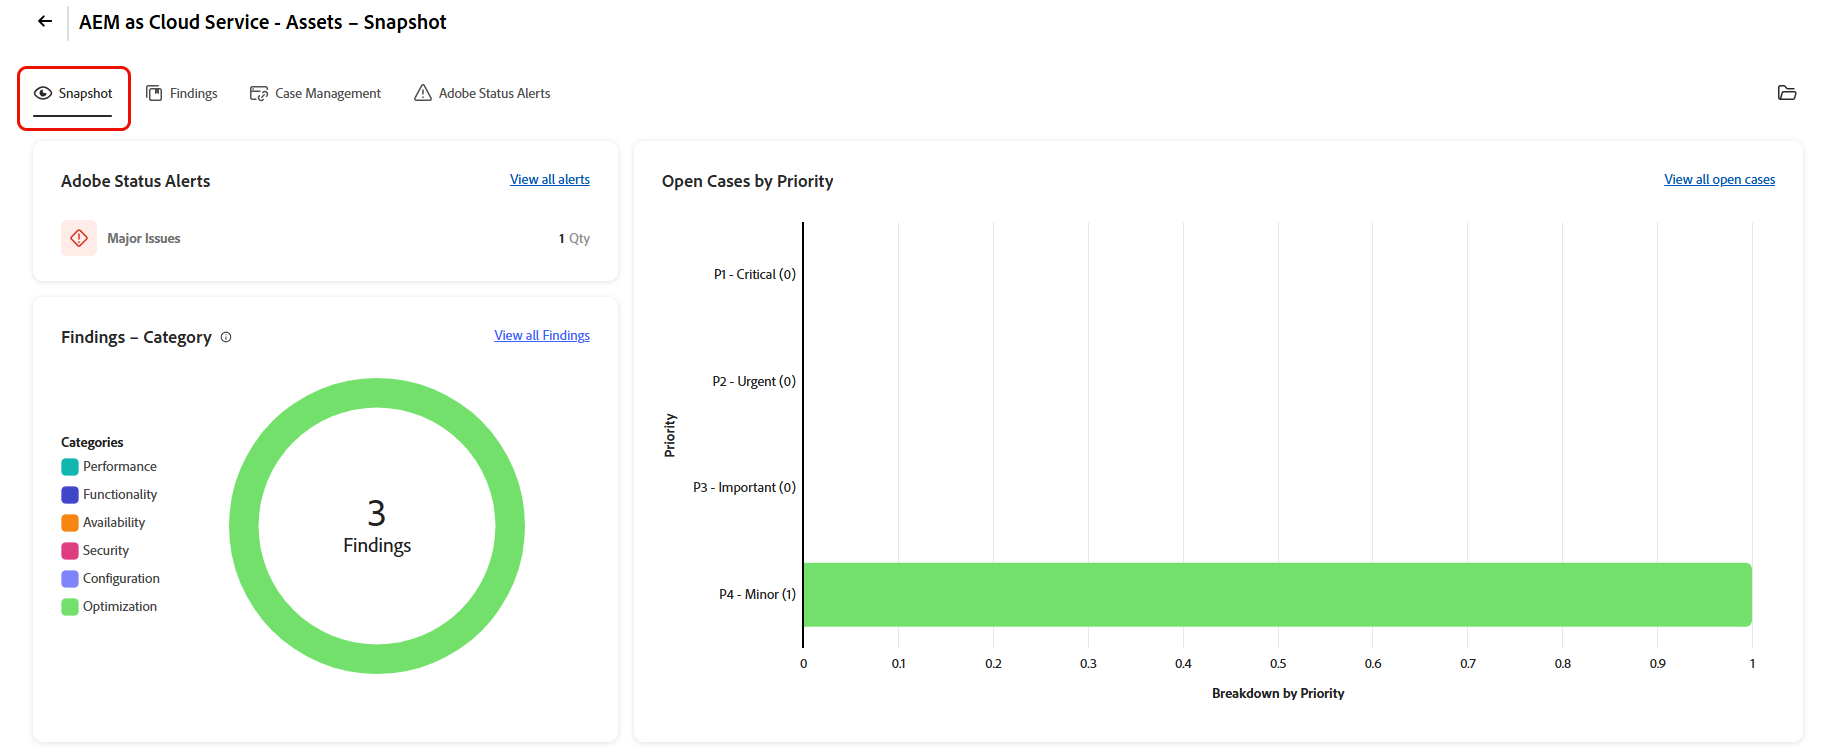 AEM as Cloud Service - Assets – Snapshot
Snapshot
Findings
Case Management
Adobe Status Alerts
Adobe Status Alerts
View all alerts
Major Issues
1 Qty
Findings – Category
View all Findings
Categories
Performance
Functionality
Availability
Security
Configuration
Optimization
3
Findings
Open Cases by Priority
View all open cases
Priority
P1 - Critical (0)
P2 - Urgent (0)
P3 - Important (0)
P4 - Minor (1)
0 0.1 0.2 0.3 0.4 0.5 0.6 0.7 0.8 0.9 1
Breakdown by Priority